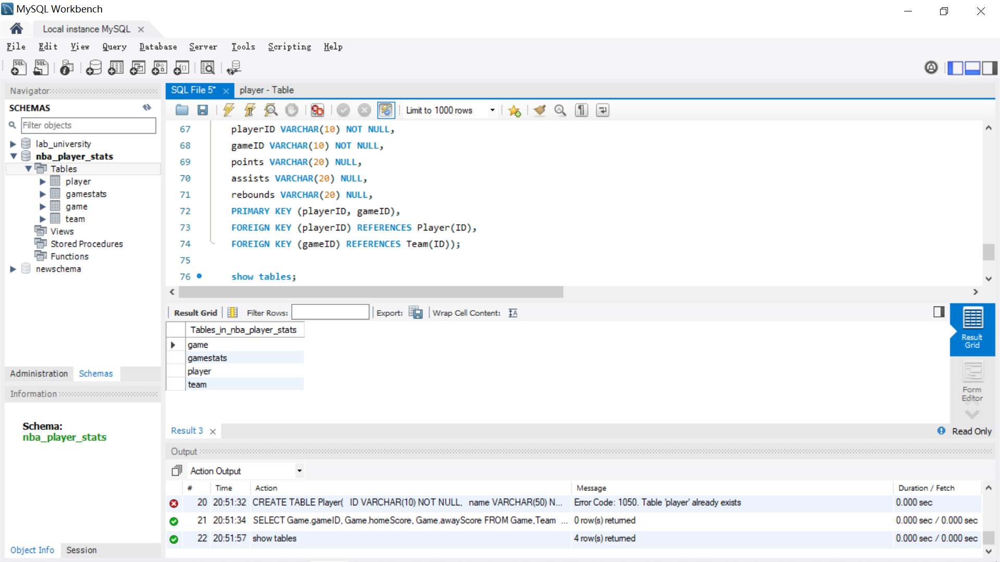 MySQL Workbench
Local instance MySQL
File Edit View Query Database Server Tools Scripting Help
Navigator
SCHEMAS
Filter objects
lab_university
nba_player_stats
Tables
player
gamestats
game
team
Views
Stored Procedures
Functions
newschema
Administration Schemas
Information
Schema:
nba_player_stats
Object Info Session
SQL File 5* player - Table
Limit to 1000 rows
67 playerID VARCHAR(10) NOT NULL,
68 gameID VARCHAR(10) NOT NULL,
69 points VARCHAR(20) NULL,
70 assists VARCHAR(20) NULL,
71 rebounds VARCHAR(20) NULL,
72 PRIMARY KEY (playerID, gameID),
73 FOREIGN KEY (playerID) REFERENCES Player(ID),
74 FOREIGN KEY (gameID) REFERENCES Team(ID));
75
76 show tables;
Result Grid Filter Rows: Export: Wrap Cell Content:
Tables_in_nba_player_stats
game
gamestats
player
team
Result
Grid
Form
Editor
Result 3 Read Only
Output
Action Output
# Time Action Message Duration / Fetch
20 20:51:32 CREATE TABLE Player( ID VARCHAR(10) NOT NULL, name VARCHAR(50) N... Error Code: 1050. Table 'player' already exists 0.000 sec
21 20:51:34 SELECT Game.gameID, Game.homeScore, Game.awayScore FROM Game,Team ... 0 row(s) returned 0.000 sec / 0.000 sec
22 20:51:57 show tables 4 row(s) returned 0.000 sec / 0.000 sec